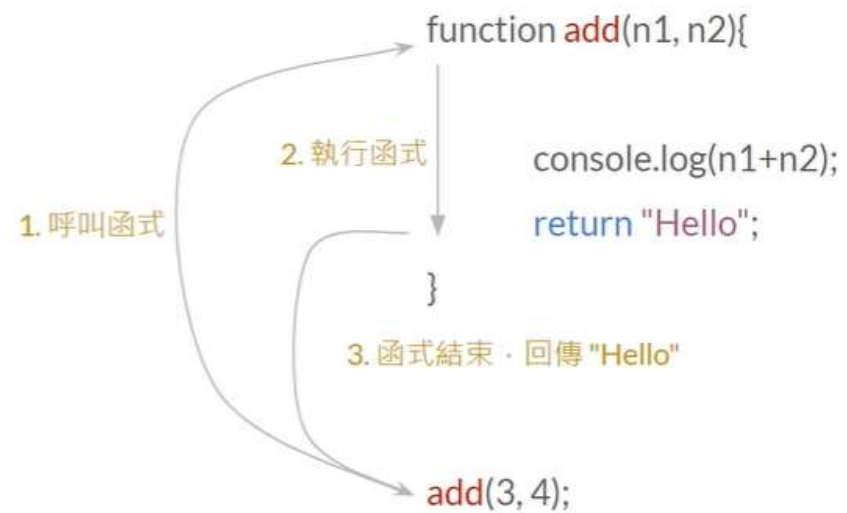 function add(n1, n2){
2. 執行函式
console.log(n1+n2);
1. 呼叫函式
return "Hello";
}
3. 函式結束，回傳 "Hello"
add(3, 4);